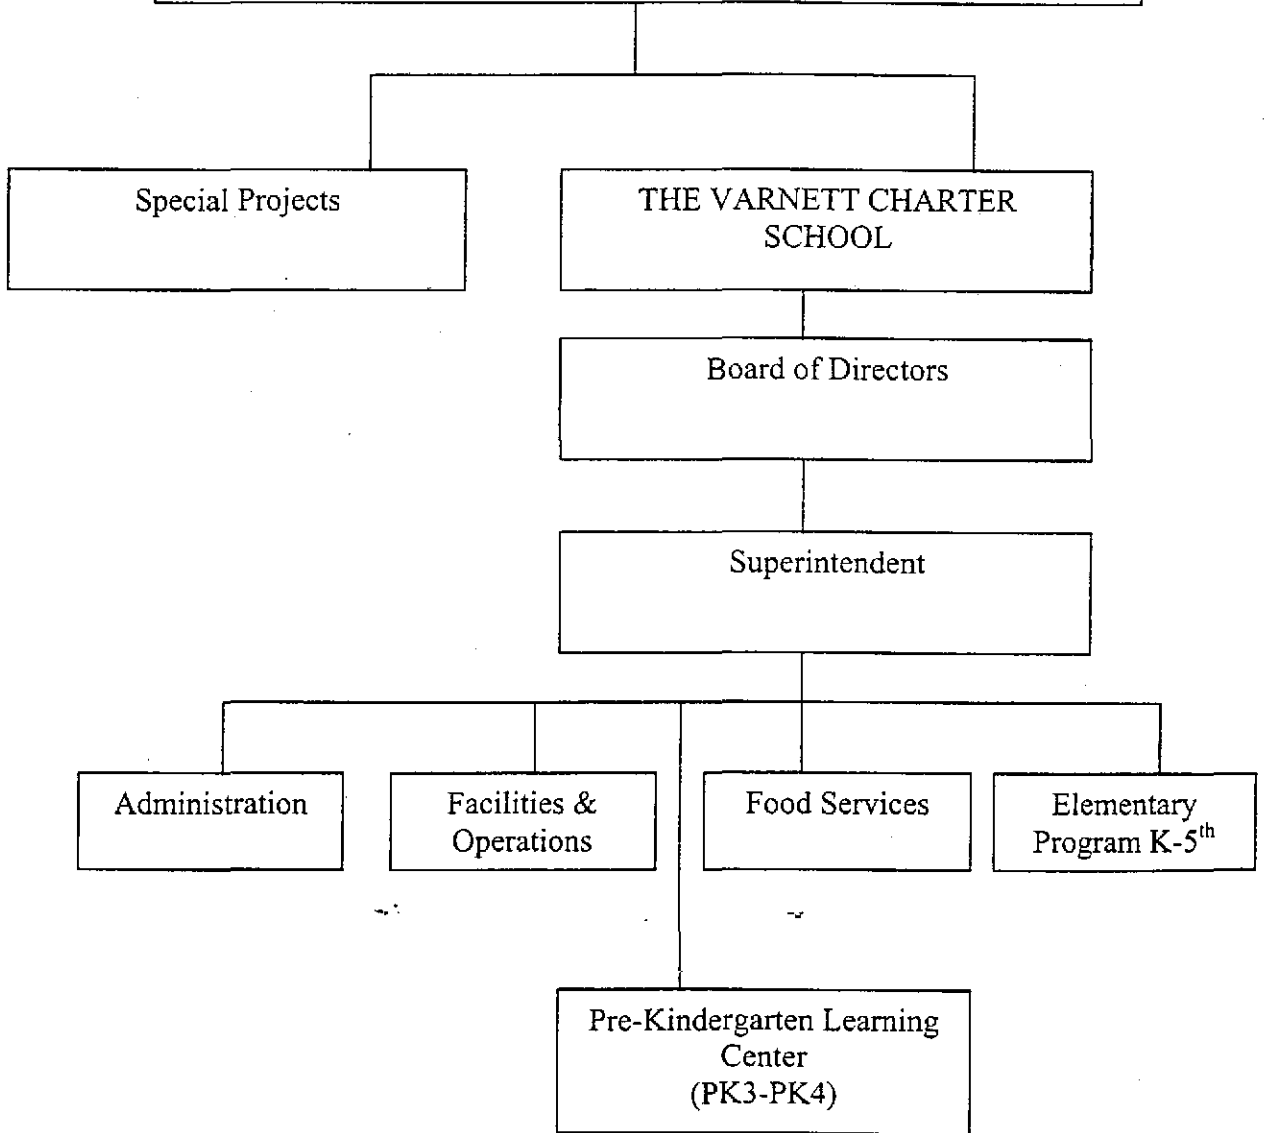 Special Projects
THE VARNETT CHARTER
SCHOOL
Board of Directors
Superintendent
Administration
Facilities &
Operations
Food Services
Elementary
Program K-5th
Pre-Kindergarten Learning
Center
(PK3-PK4)